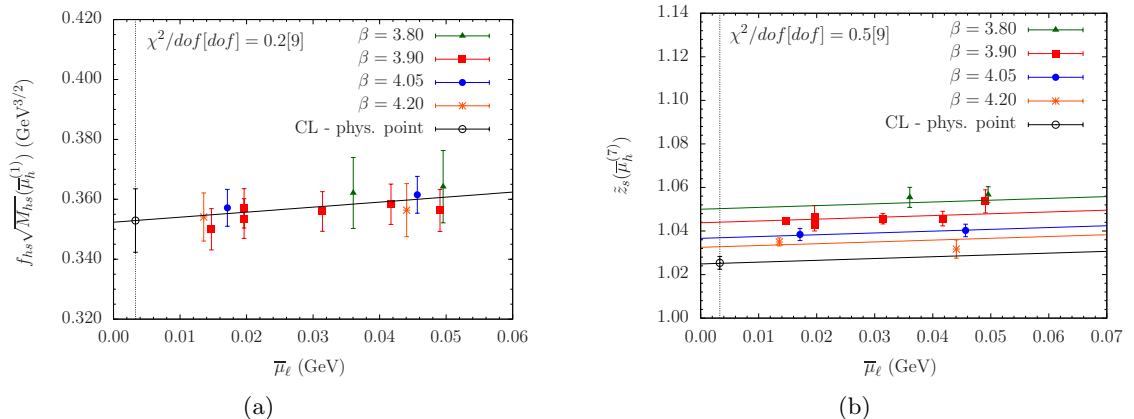 0.420
0.400
0.380
0.360
0.340
0.320
f_{hs}√M_{hs}(μ̅_h^{(1)}) (GeV^{3/2})
χ²/dof[dof] = 0.2[9]
β = 3.80
β = 3.90
β = 4.05
β = 4.20
CL - phys. point
0.00 0.01 0.02 0.03 0.04 0.05 0.06
μ̅_ℓ (GeV)
(a)
1.14
1.12
1.10
1.08
1.06
1.04
1.02
1.00
z̃_s(μ̅_h^{(7)})
χ²/dof[dof] = 0.5[9]
β = 3.80
β = 3.90
β = 4.05
β = 4.20
CL - phys. point
0.00 0.01 0.02 0.03 0.04 0.05 0.06 0.07
μ̅_ℓ (GeV)
(b)